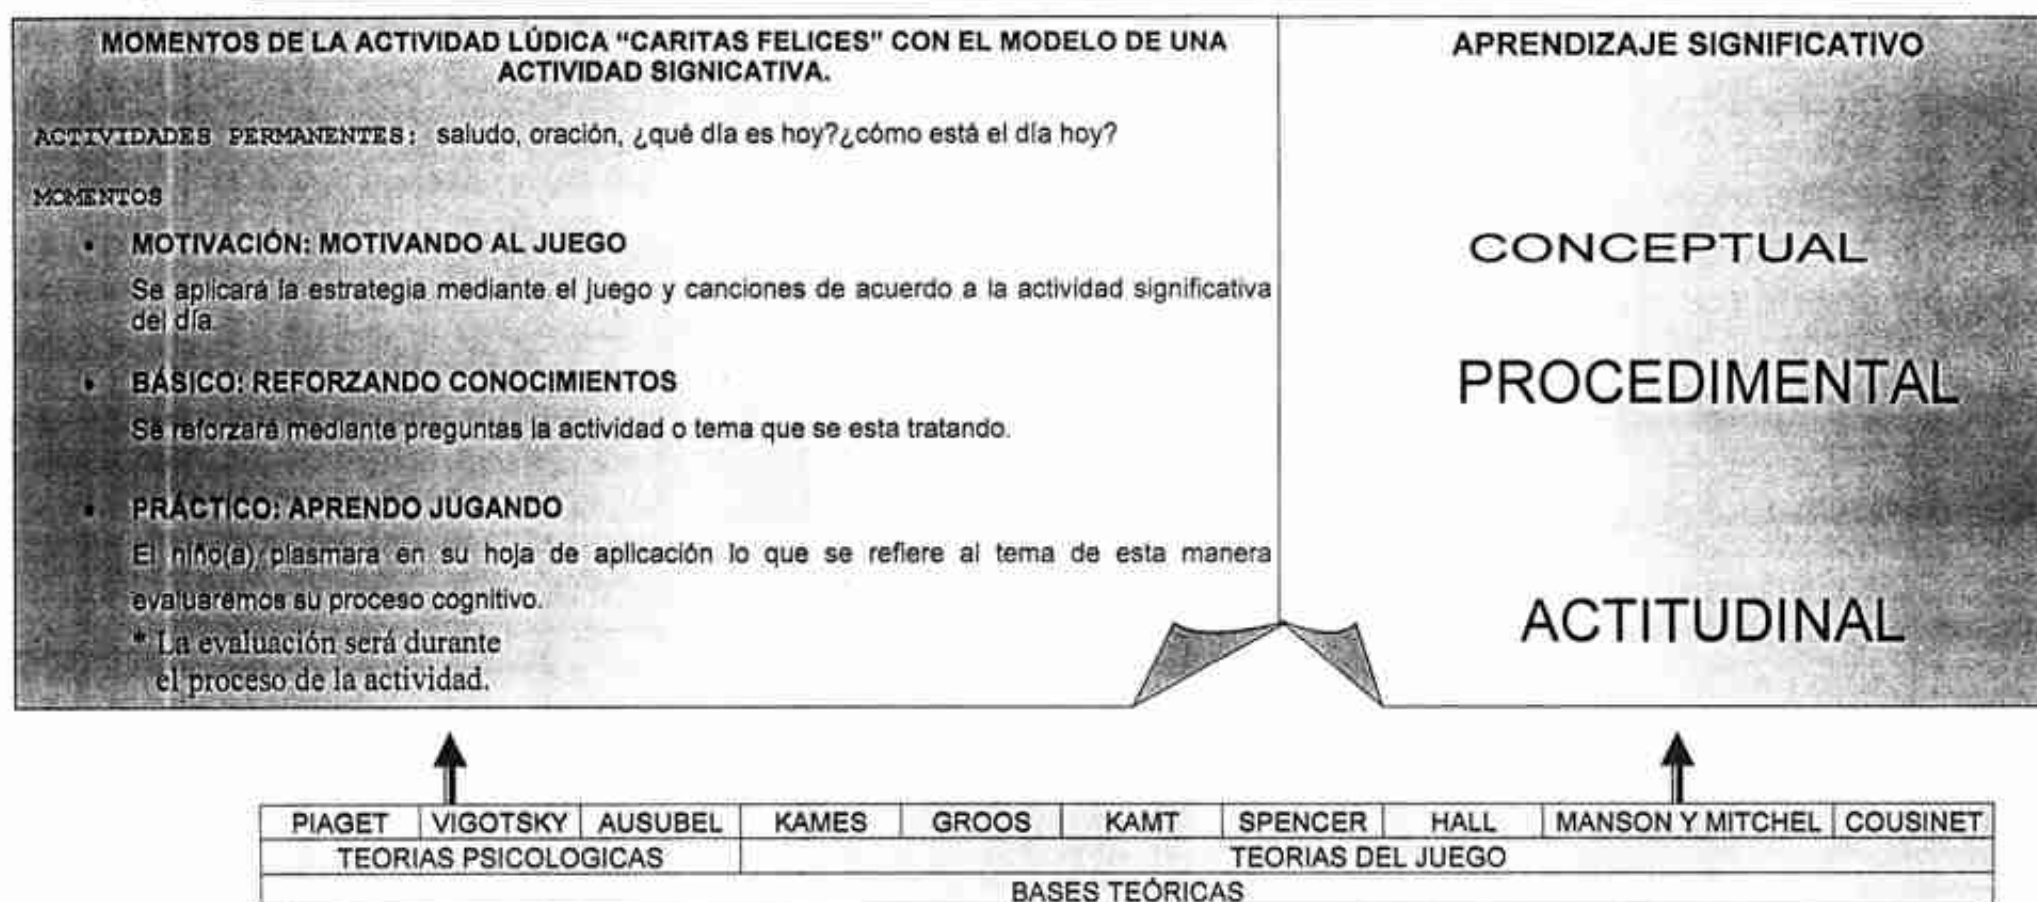 MOMENTOS DE LA ACTIVIDAD LÚDICA “CARITAS FELICES” CON EL MODELO DE UNA
ACTIVIDAD SIGNICATIVA.
ACTIVIDADES PERMANENTES: saludo, oración, ¿qué día es hoy?¿cómo está el día hoy?
MOMENTOS
• MOTIVACIÓN: MOTIVANDO AL JUEGO
Se aplicará la estrategia mediante el juego y canciones de acuerdo a la actividad significativa
del día.
• BÁSICO: REFORZANDO CONOCIMIENTOS
Se reforzará mediante preguntas la actividad o tema que se esta tratando.
• PRÁCTICO: APRENDO JUGANDO
El niño(a) plasmara en su hoja de aplicación lo que se refiere al tema de esta manera
evaluaremos su proceso cognitivo.
* La evaluación será durante
el proceso de la actividad.
APRENDIZAJE SIGNIFICATIVO
CONCEPTUAL
PROCEDIMENTAL
ACTITUDINAL
PIAGET VIGOTSKY AUSUBEL KAMES GROOS KAMT SPENCER HALL MANSON Y MITCHEL COUSINET
TEORIAS PSICOLOGICAS TEORIAS DEL JUEGO
BASES TEÓRICAS